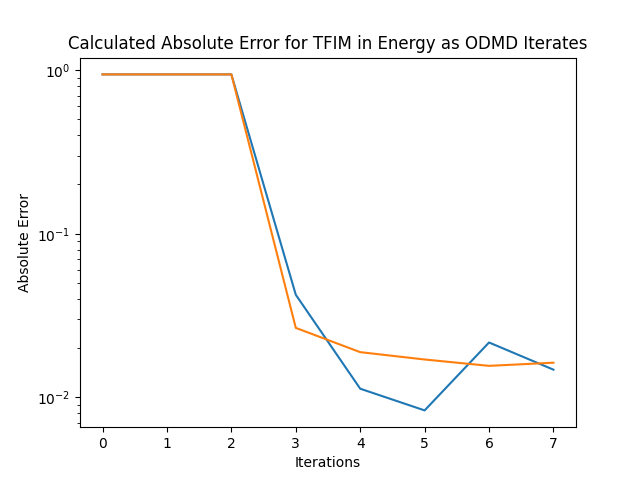 Calculated Absolute Error for TFIM in Energy as ODMD Iterates
Absolute Error
10⁰
10⁻¹
10⁻²
0 1 2 3 4 5 6 7
Iterations